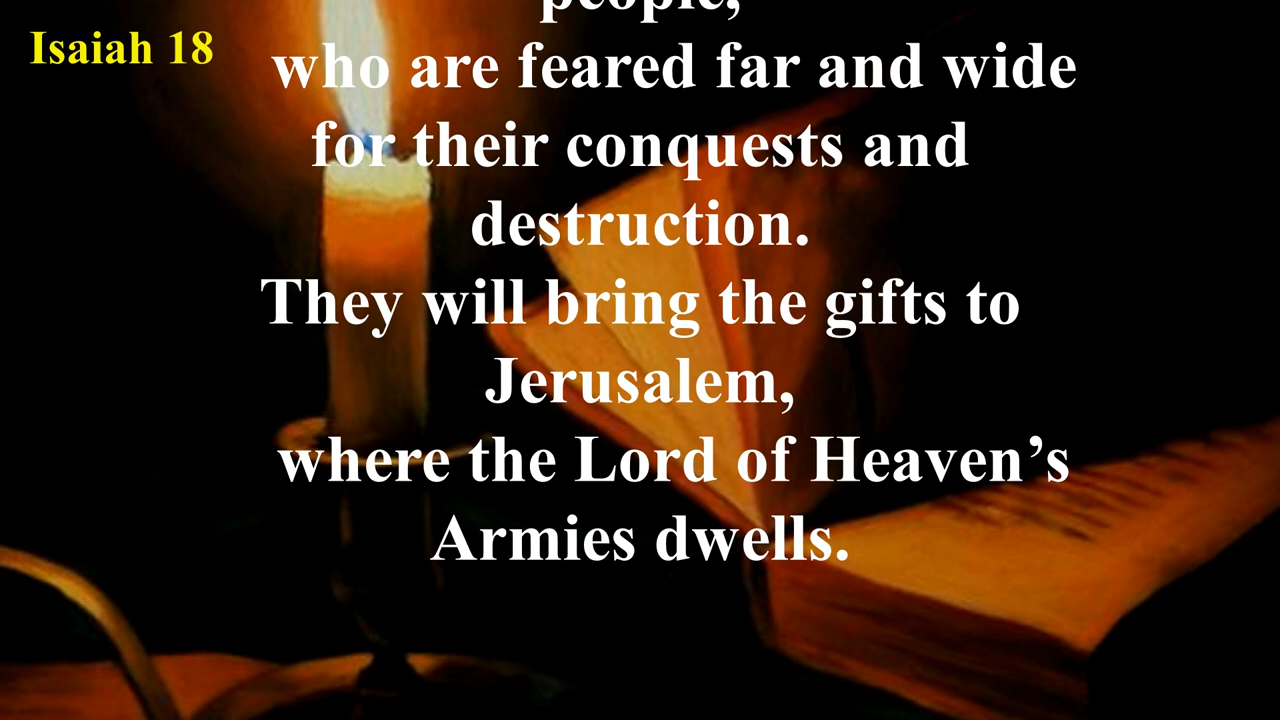 Isaiah 18
people,
who are feared far and wide
for their conquests and
destruction.
They will bring the gifts to
Jerusalem,
where the Lord of Heaven’s
Armies dwells.